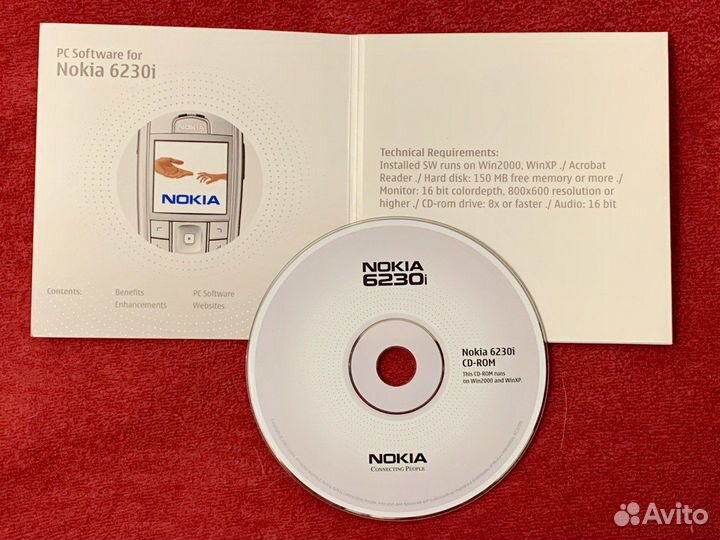 PC Software for
Nokia 6230i
NOKIA
NOKIA
Contents:
Benefits
Enhancements
PC Software
Websites
Technical Requirements:
Installed SW runs on Win2000, WinXP ./ Acrobat
Reader ./ Hard disk: 150 MB free memory or more ./
Monitor: 16 bit colordepth, 800x600 resolution or
higher ./ CD-rom drive: 8x or faster ./ Audio: 16 bit
NOKIA
6230i
Nokia 6230i
CD-ROM
This CD-ROM runs
on Win2000 and WinXP.
NOKIA
CONNECTING PEOPLE
Avito